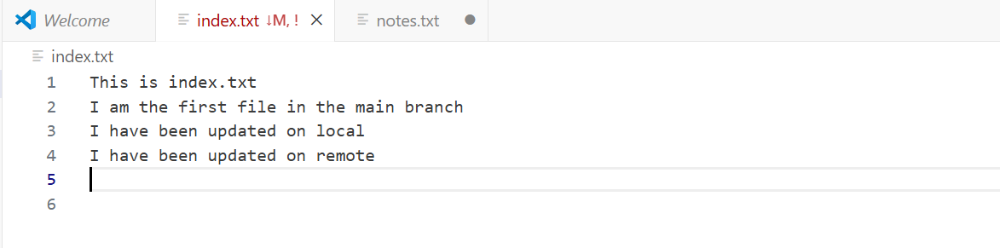 Welcome index.txt ↓M, ! notes.txt
index.txt
1 This is index.txt
2 I am the first file in the main branch
3 I have been updated on local
4 I have been updated on remote
5
6